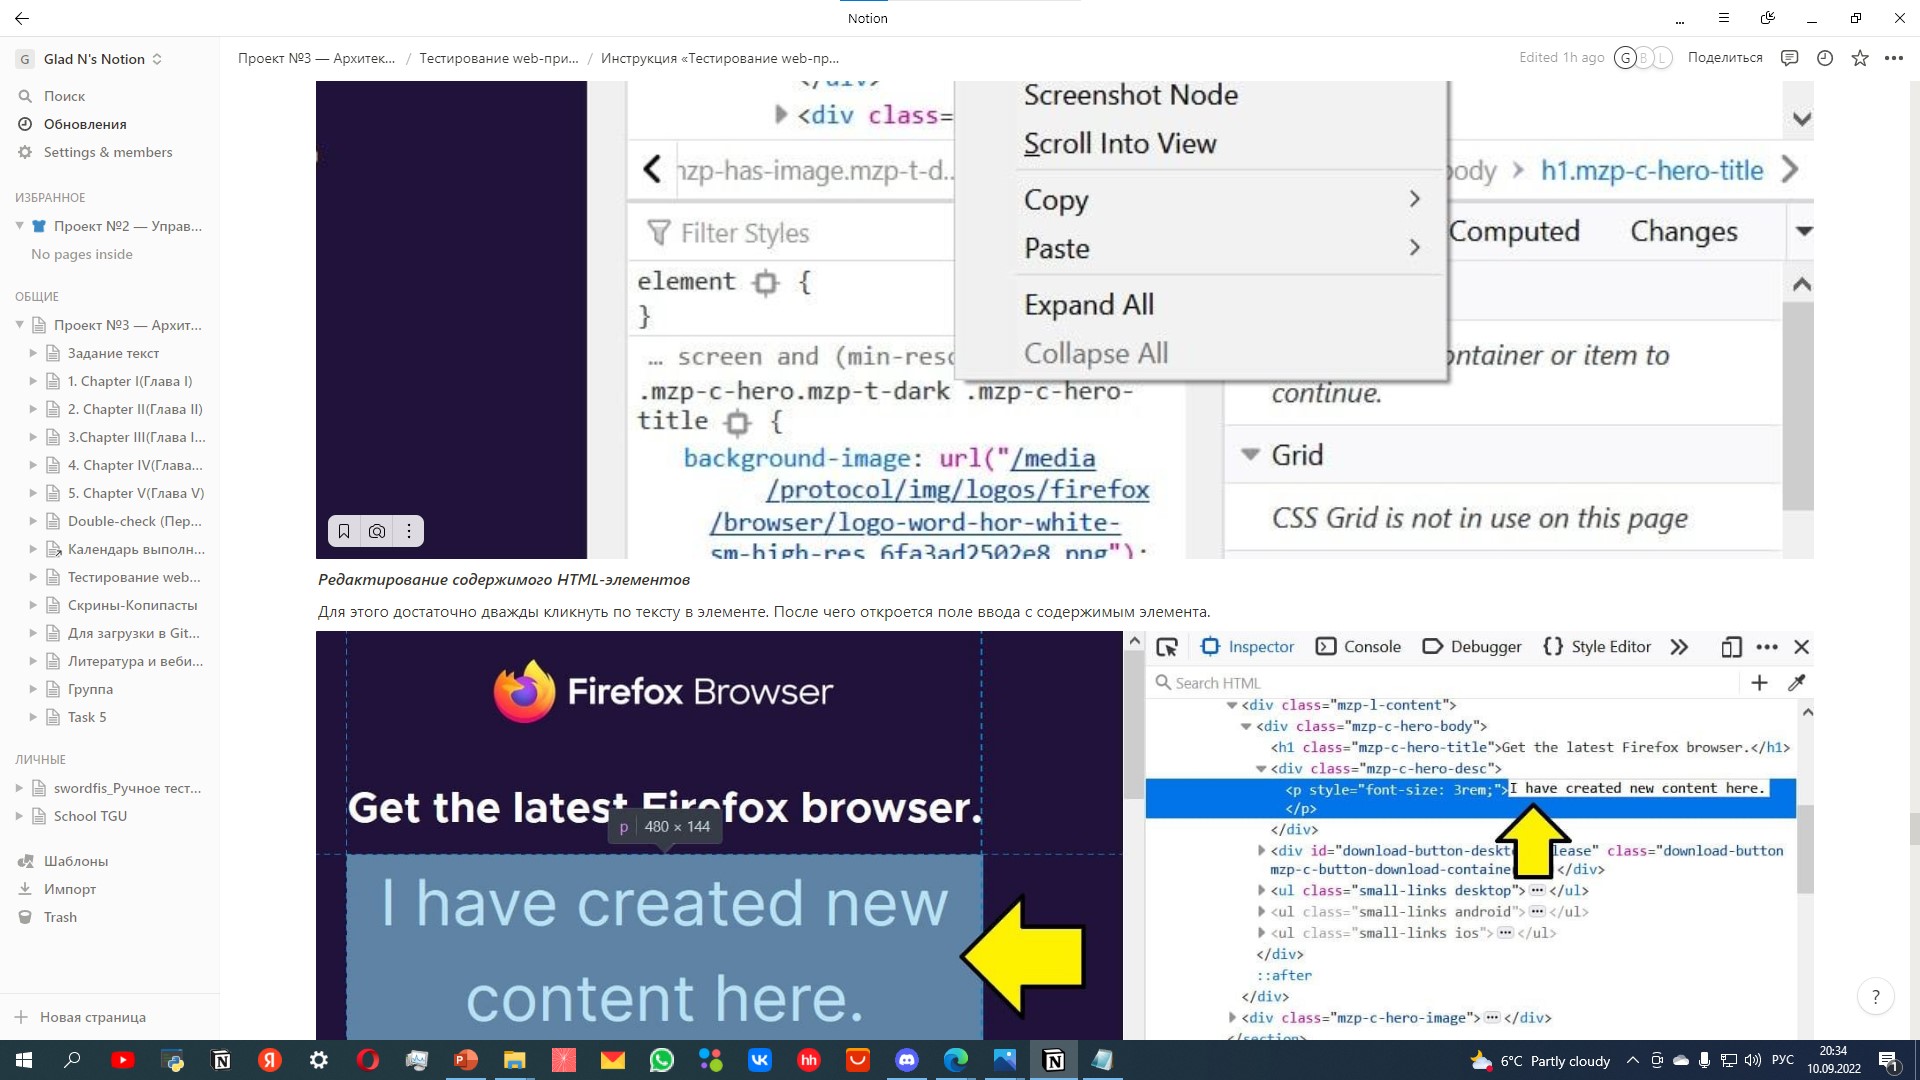 Notion
Glad N's Notion
Проект №3 — Архитек... / Тестирование web-при... / Инструкция «Тестирование web-пр...
Edited 1h ago G B L Поделиться
Поиск
Обновления
Settings & members
ИЗБРАННОЕ
Проект №2 — Управ...
No pages inside
ОБЩИЕ
Проект №3 — Архит...
Задание текст
1. Chapter I(Глава I)
2. Chapter II(Глава II)
3.Chapter III(Глава I...
4. Chapter IV(Глава...
5. Chapter V(Глава V)
Double-check (Пер...
Календарь выполн...
Тестирование web...
Скрины-Копипасты
Для загрузки в Git...
Литература и веби...
Группа
Task 5
ЛИЧНЫЕ
swordfis_Ручное тест...
School TGU
Шаблоны
Импорт
Trash
Новая страница
</div>
<div class=
Screenshot Node
Scroll Into View
Copy
Paste
Expand All
Collapse All
nzp-has-image.mzp-t-d...
body > h1.mzp-c-hero-title
Filter Styles
Computed Changes
element {
}
... screen and (min-resc
.mzp-c-hero.mzp-t-dark .mzp-c-hero-
title {
background-image: url("/media
/protocol/img/logos/firefox
/browser/logo-word-hor-white-
sm-high-res.6fa3ad2502e8.png");
ontainer or item to
continue.
Grid
CSS Grid is not in use on this page
Редактирование содержимого HTML-элементов
Для этого достаточно дважды кликнуть по тексту в элементе. После чего откроется поле ввода с содержимым элемента.
Firefox Browser
Get the latest Firefox browser.
p 480 × 144
I have created new
content here.
Inspector Console Debugger Style Editor
Search HTML
<div class="mzp-l-content">
<div class="mzp-c-hero-body">
<h1 class="mzp-c-hero-title">Get the latest Firefox browser.</h1>
<div class="mzp-c-hero-desc">
<p style="font-size: 3rem;">I have created new content here.
</p>
</div>
<div id="download-button-deskt lease" class="download-button
mzp-c-button-download-containe </div>
<ul class="small-links desktop"> ... </ul>
<ul class="small-links android"> ... </ul>
<ul class="small-links ios"> ... </ul>
</div>
::after
</div>
<div class="mzp-c-hero-image"> ... </div>
</section>
?
6°C Partly cloudy РУС
20:34
10.09.2022
1